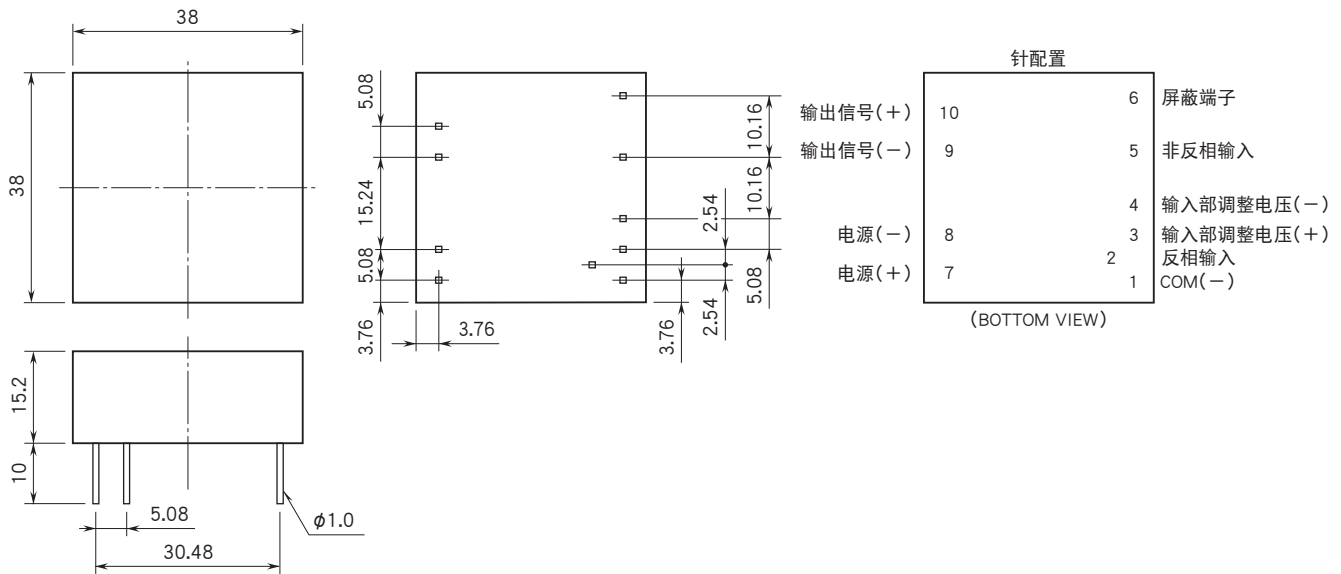 38
38
15.2
10
5.08
30.48
φ1.0
5.08
15.24
5.08
3.76
3.76
10.16
10.16
2.54
5.08
2.54
3.76
针配置
输出信号(+) 10
输出信号(-) 9
电源(-) 8
电源(+) 7
6 屏蔽端子
5 非反相输入
4 输入部调整电压(-)
3 输入部调整电压(+)
2 反相输入
1 COM(-)
(BOTTOM VIEW)